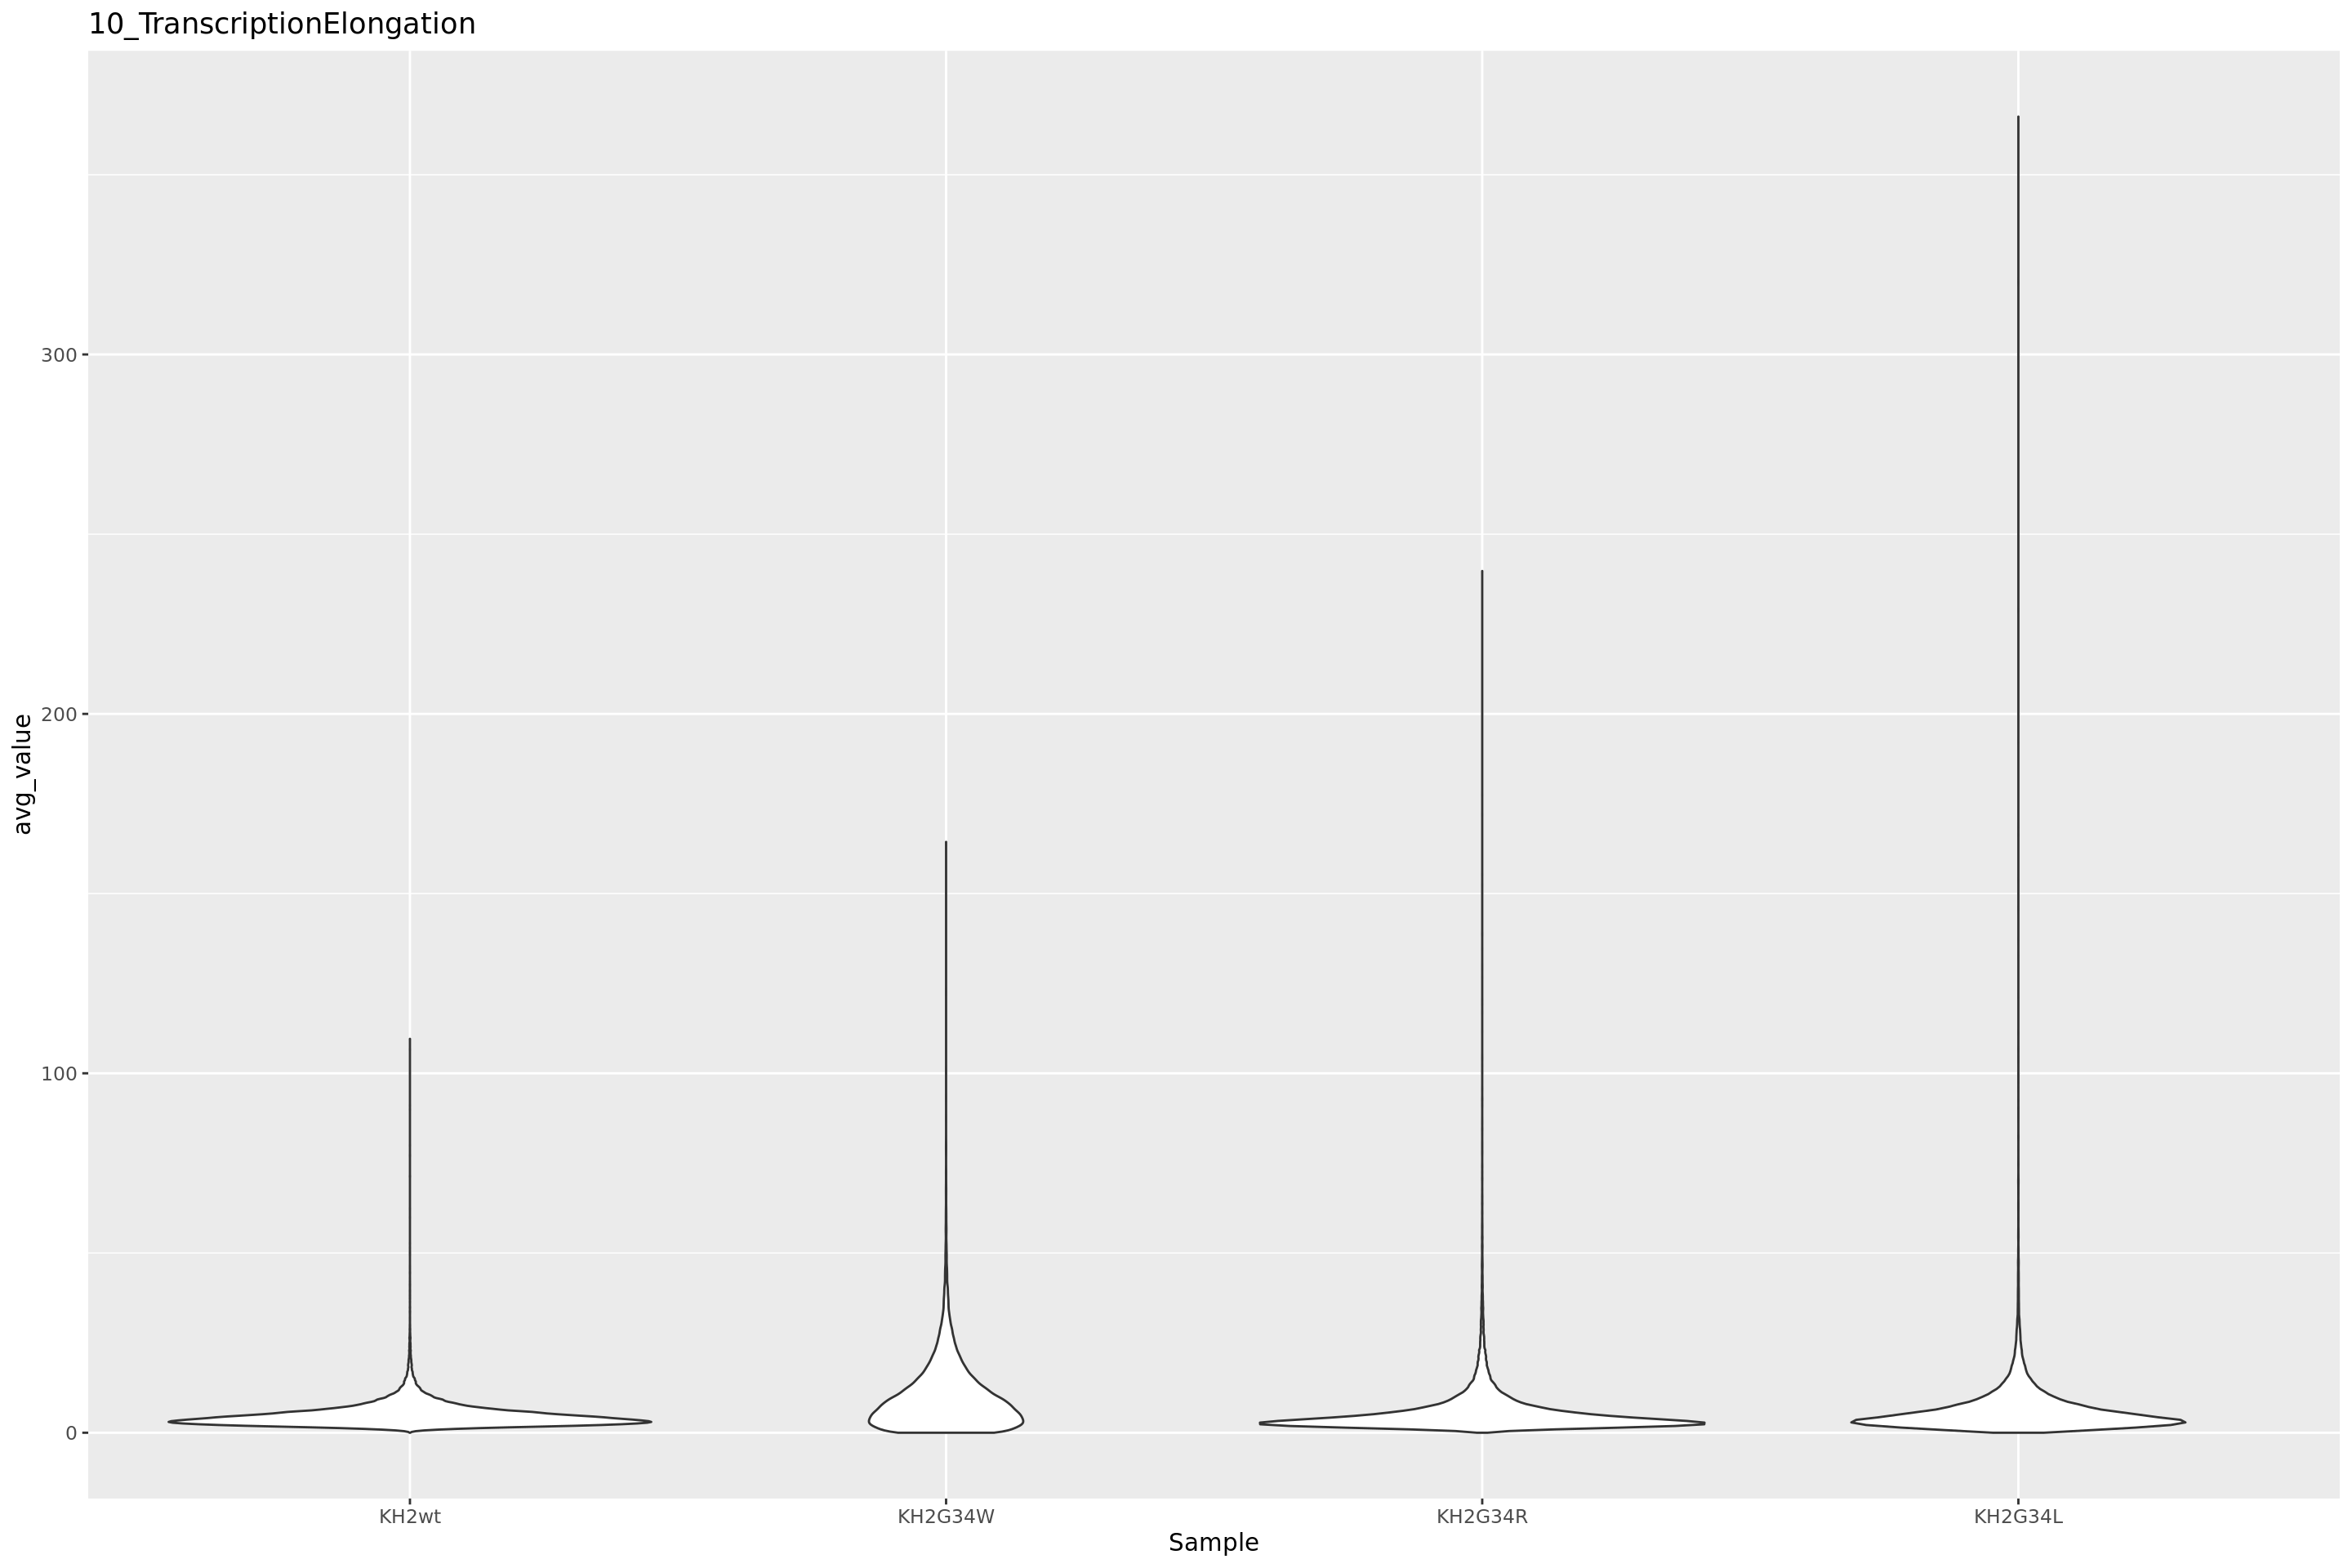 10_TranscriptionElongation
avg_value
300
200
100
0
KH2wt
KH2G34W
KH2G34R
KH2G34L
Sample